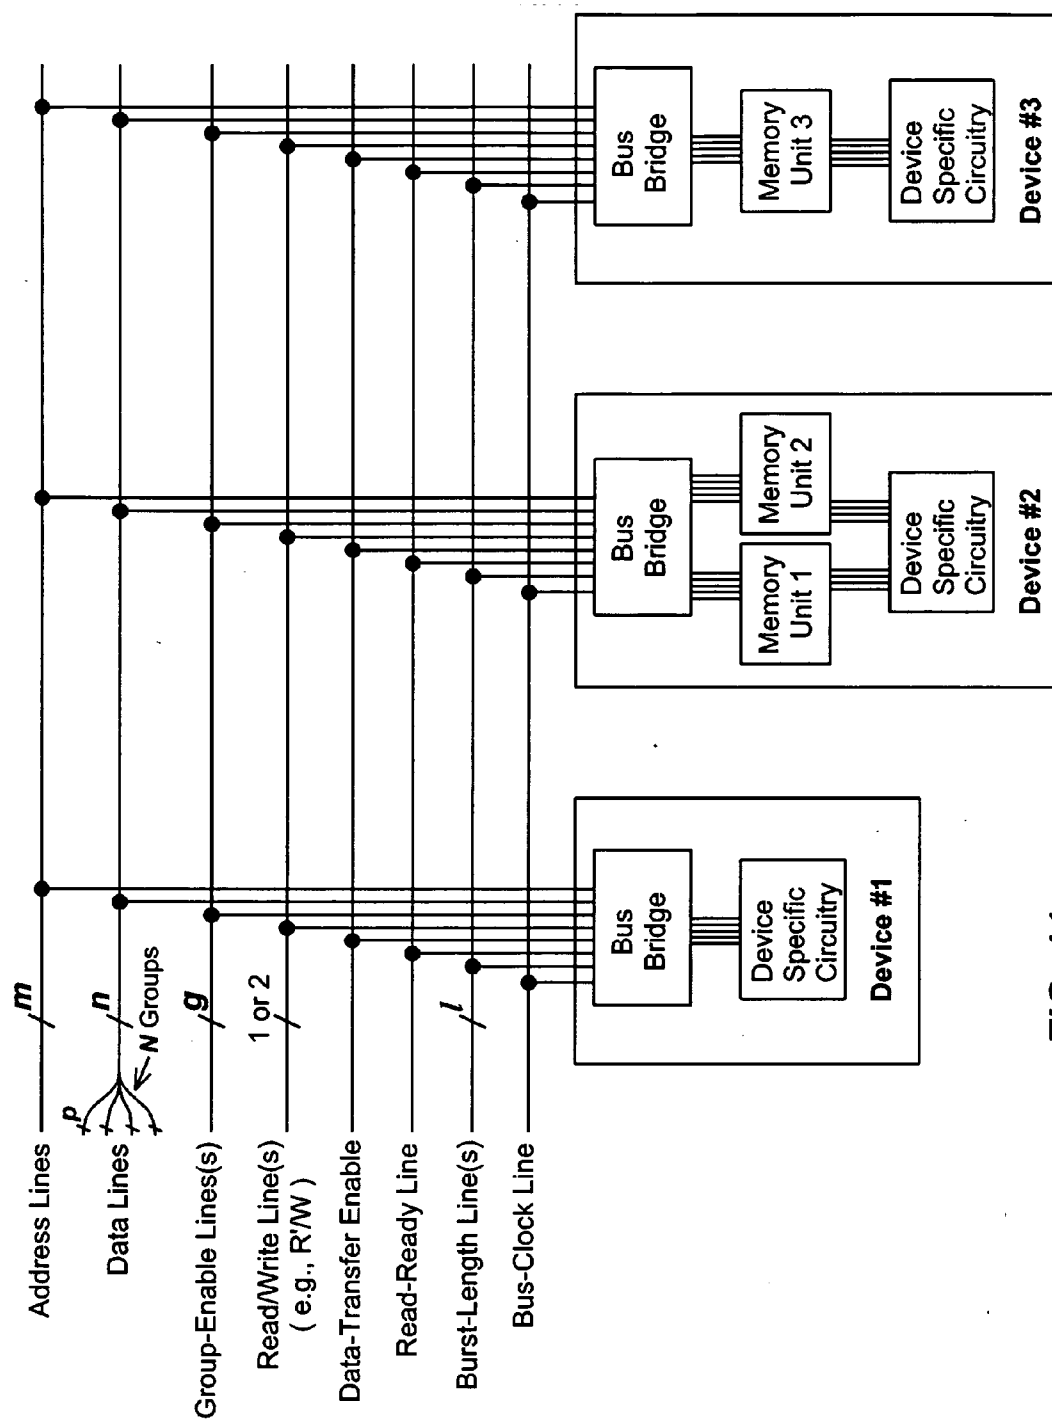 Address Lines
m
Data Lines
p
n
N Groups
Group-Enable Lines(s)
g
Read/Write Line(s)
( e.g., R'/W )
1 or 2
Data-Transfer Enable
Read-Ready Line
Burst-Length Line(s)
l
Bus-Clock Line
Bus
Bridge
Device
Specific
Circuitry
Device #1
Bus
Bridge
Memory
Unit 1
Memory
Unit 2
Device
Specific
Circuitry
Device #2
Bus
Bridge
Memory
Unit 3
Device
Specific
Circuitry
Device #3